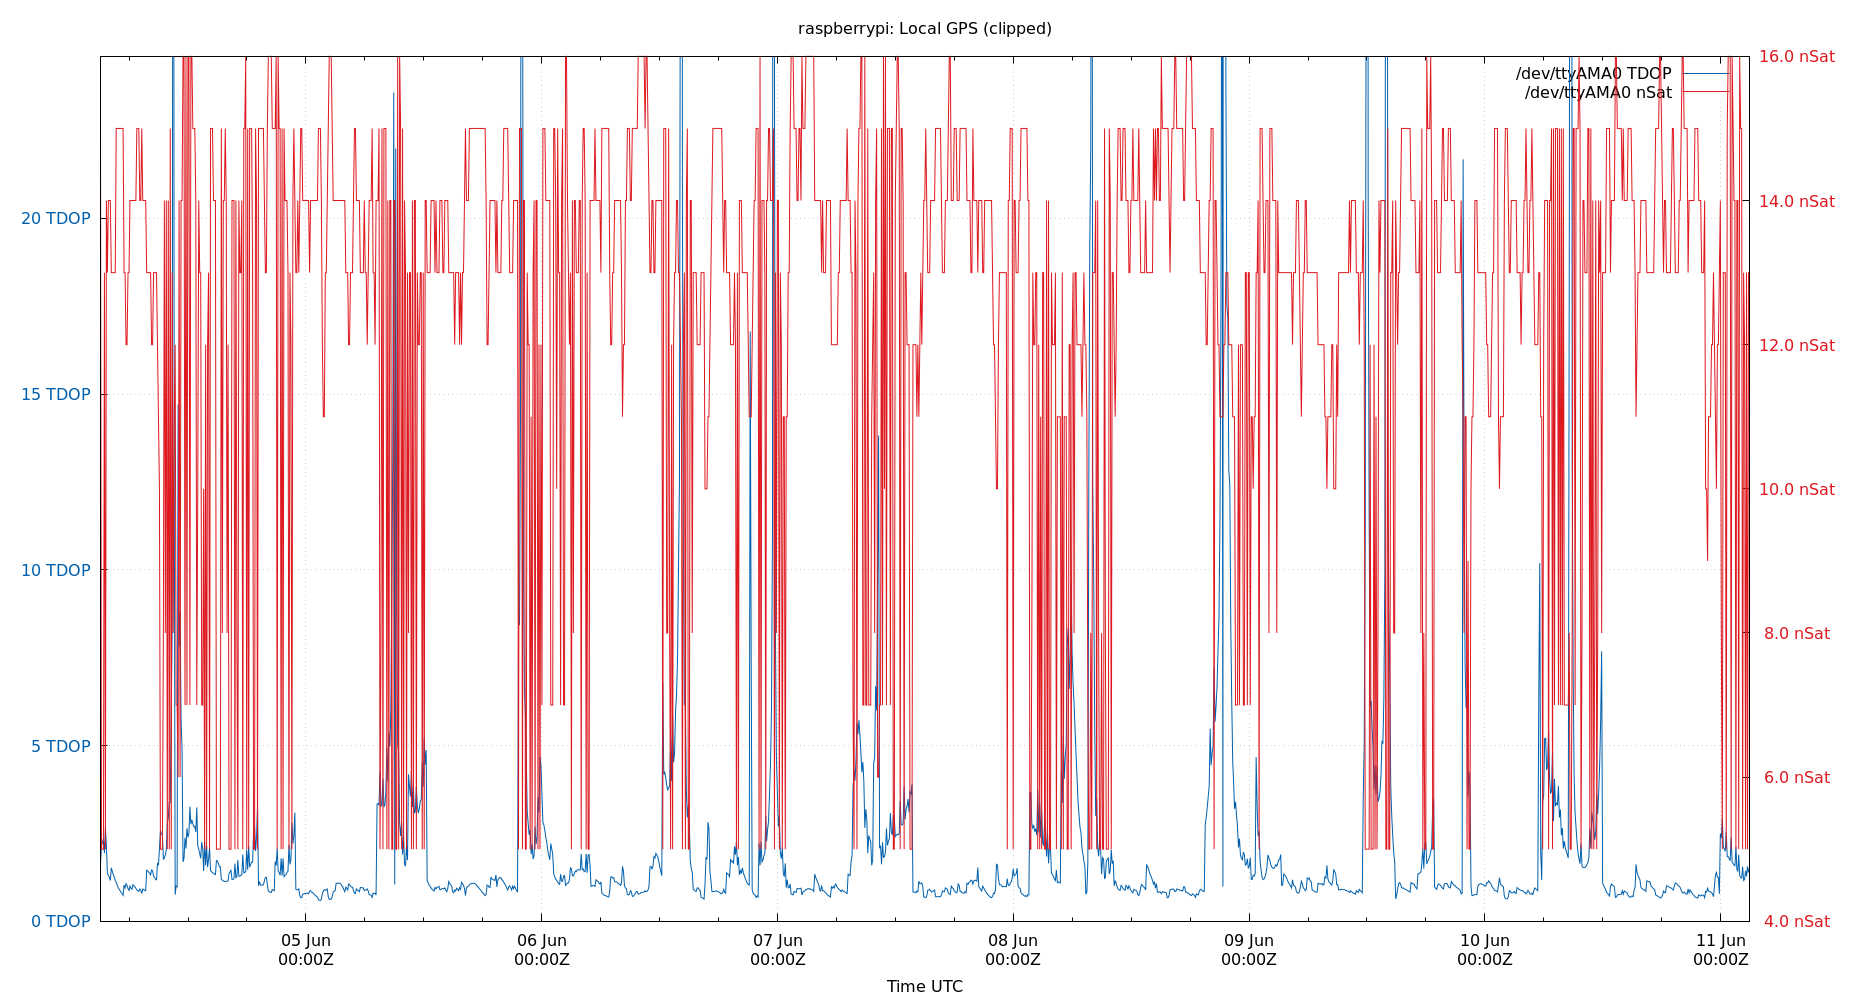 raspberrypi: Local GPS (clipped)
16.0 nSat
/dev/ttyAMA0 TDOP
/dev/ttyAMA0 nSat
20 TDOP
14.0 nSat
12.0 nSat
15 TDOP
10.0 nSat
10 TDOP
8.0 nSat
5 TDOP
6.0 nSat
0 TDOP
4.0 nSat
05 Jun 06 Jun 07 Jun 08 Jun 09 Jun 10 Jun 11 Jun
00:00Z 00:00Z 00:00Z 00:00Z 00:00Z 00:00Z 00:00Z
Time UTC